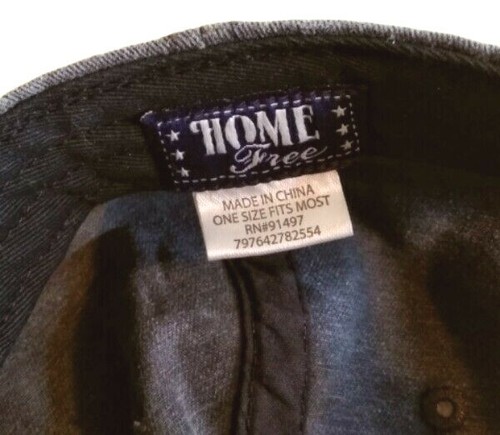 HOME
Free
MADE IN CHINA
ONE SIZE FITS MOST
RN#91497
797642782554